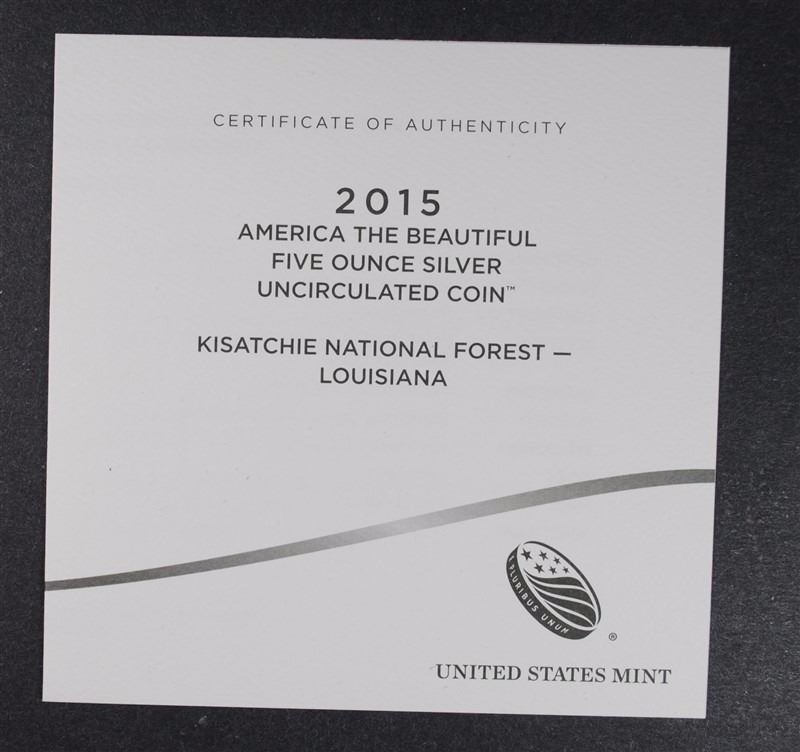 CERTIFICATE OF AUTHENTICITY
2015
AMERICA THE BEAUTIFUL
FIVE OUNCE SILVER
UNCIRCULATED COIN™
KISATCHIE NATIONAL FOREST —
LOUISIANA
E PLURIBUS UNUM
®
UNITED STATES MINT